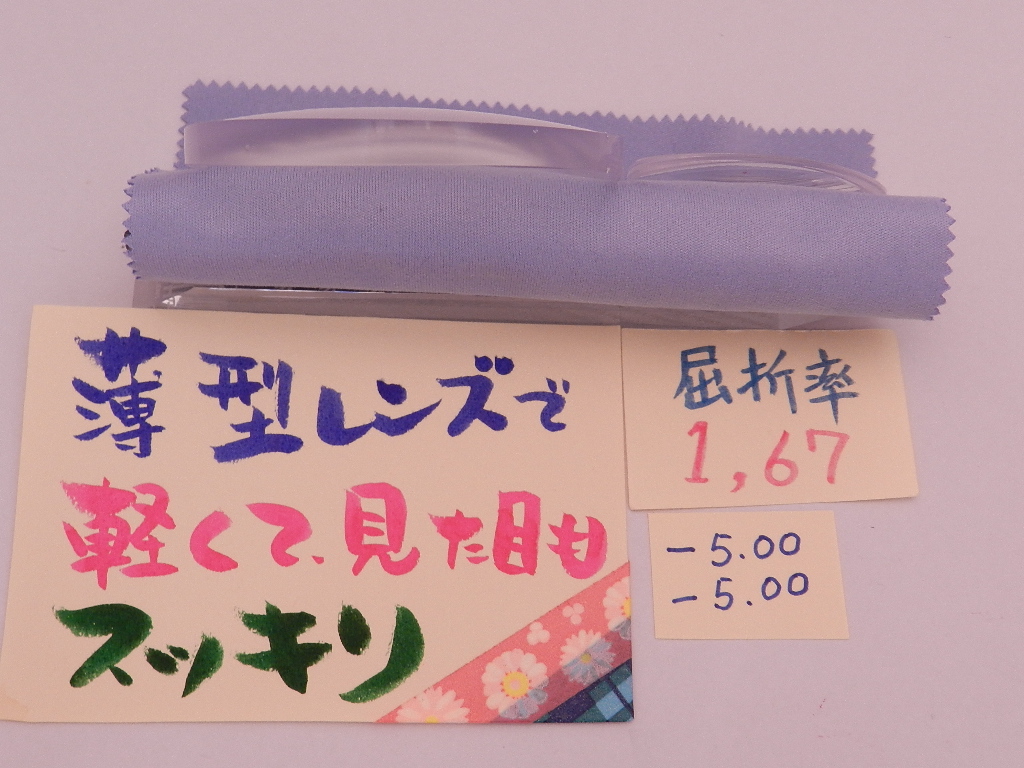 薄型レンズで
軽くて、見た目も
スッキリ
屈折率
1,67
-5.00
-5.00